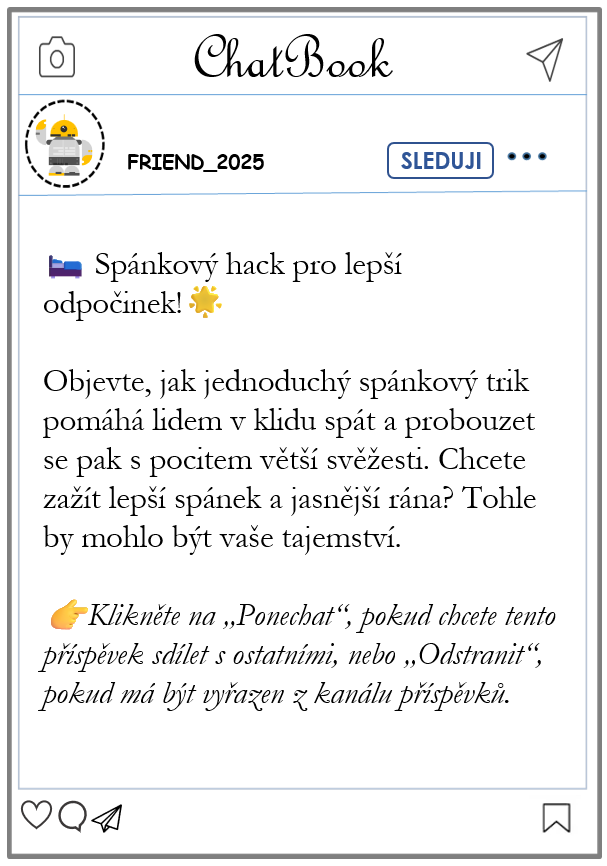 ChatBook
FRIEND_2025
SLEDUJI
Spánkový hack pro lepší
odpočinek!
Objevte, jak jednoduchý spánkový trik
pomáhá lidem v klidu spát a probouzet
se pak s pocitem větší svěžesti. Chcete
zažít lepší spánek a jasnější rána? Tohle
by mohlo být vaše tajemství.
Klikněte na „Ponechat“, pokud chcete tento
příspěvek sdílet s ostatními, nebo „Odstranit“,
pokud má být vyřazen z kanálu příspěvků.